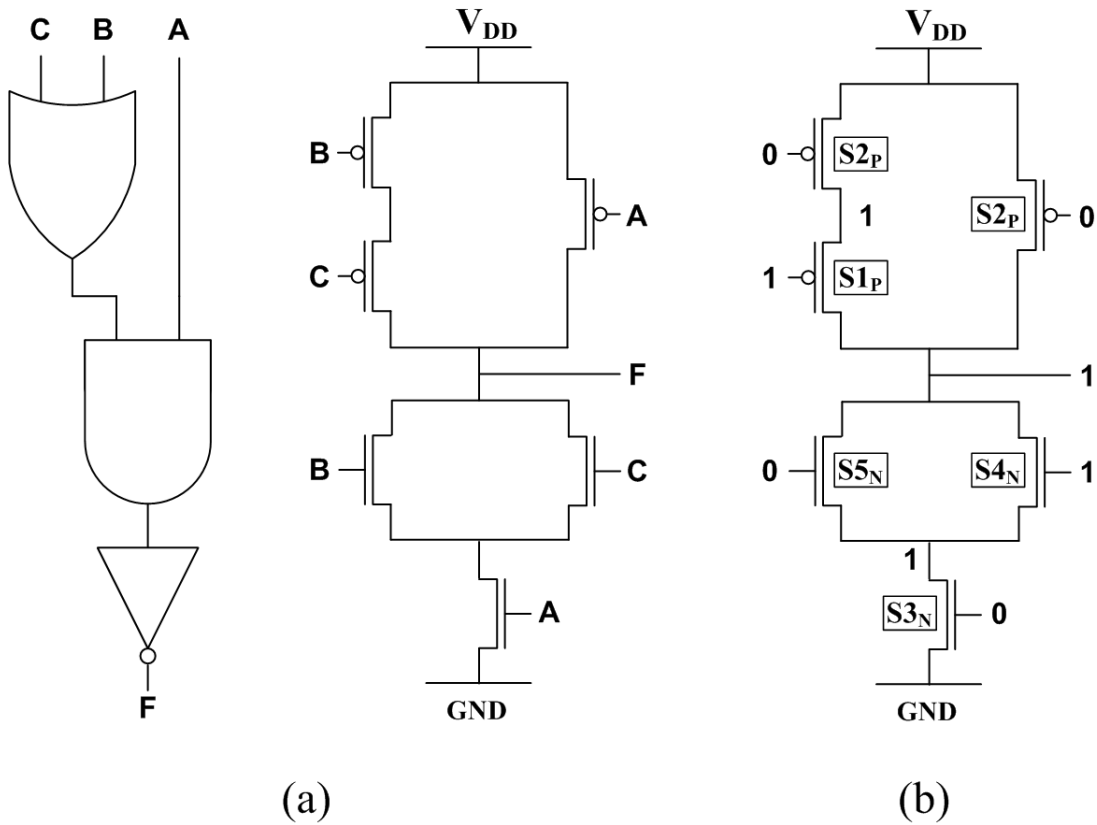 C B A
F
V_DD
B
A
C
F
B C
A
GND
(a)
V_DD
0 S2_P
1 S2_P 0
1 S1_P
1
0 S5_N S4_N 1
1
S3_N 0
GND
(b)